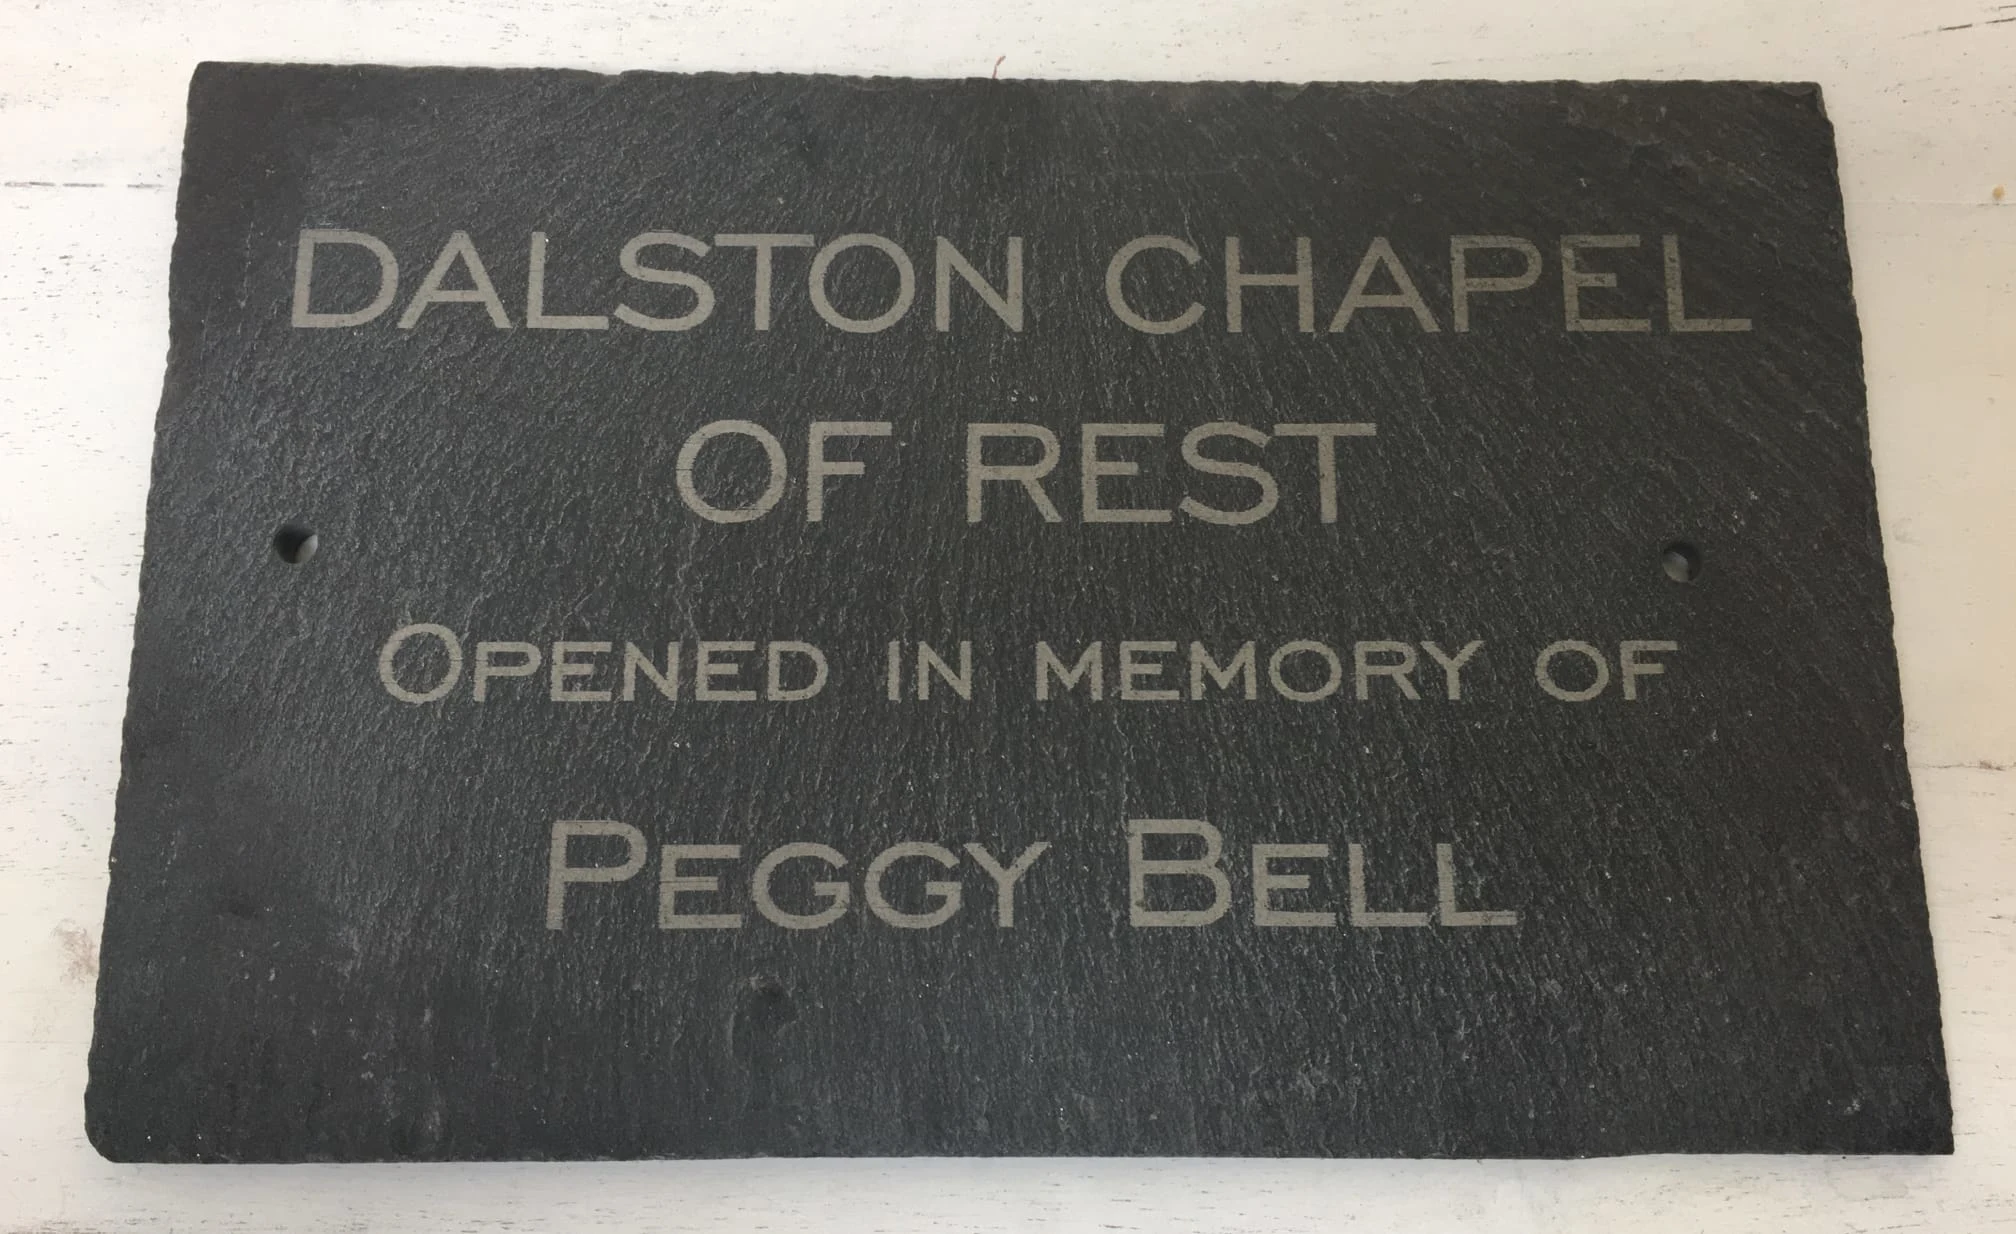 DALSTON CHAPEL
OF REST
OPENED IN MEMORY OF
PEGGY BELL